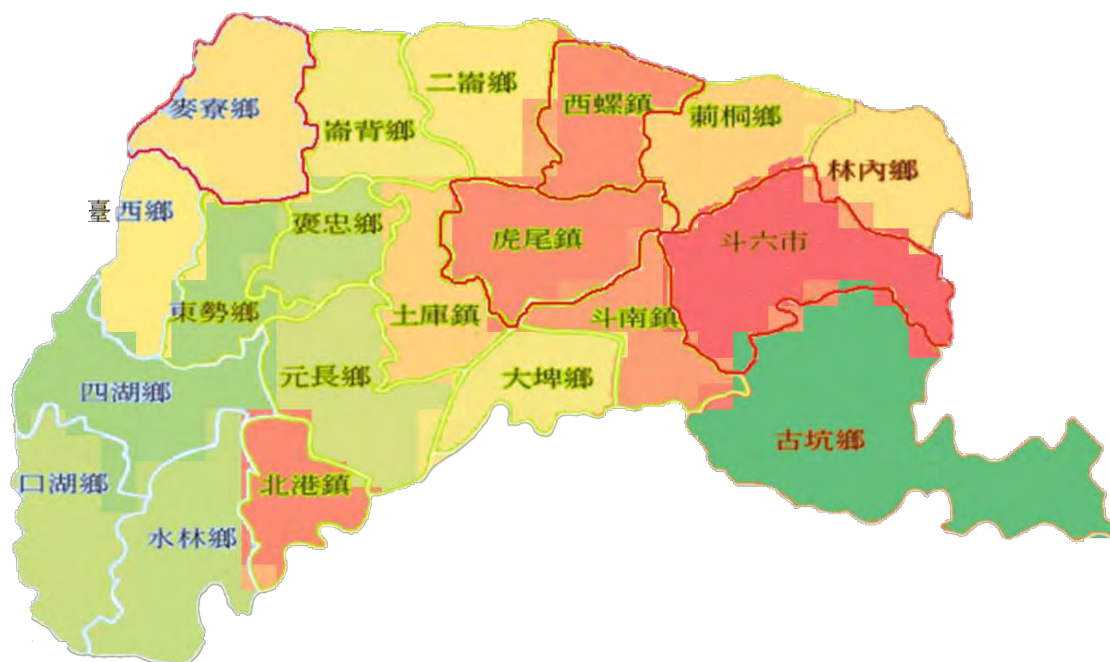 二崙鄉
麥寮鄉
西螺鎮
莿桐鄉
崙背鄉
林內鄉
臺西鄉
褒忠鄉
虎尾鎮
斗六市
東勢鄉
土庫鎮
斗南鎮
元長鄉
大埤鄉
四湖鄉
古坑鄉
口湖鄉
北港鎮
水林鄉